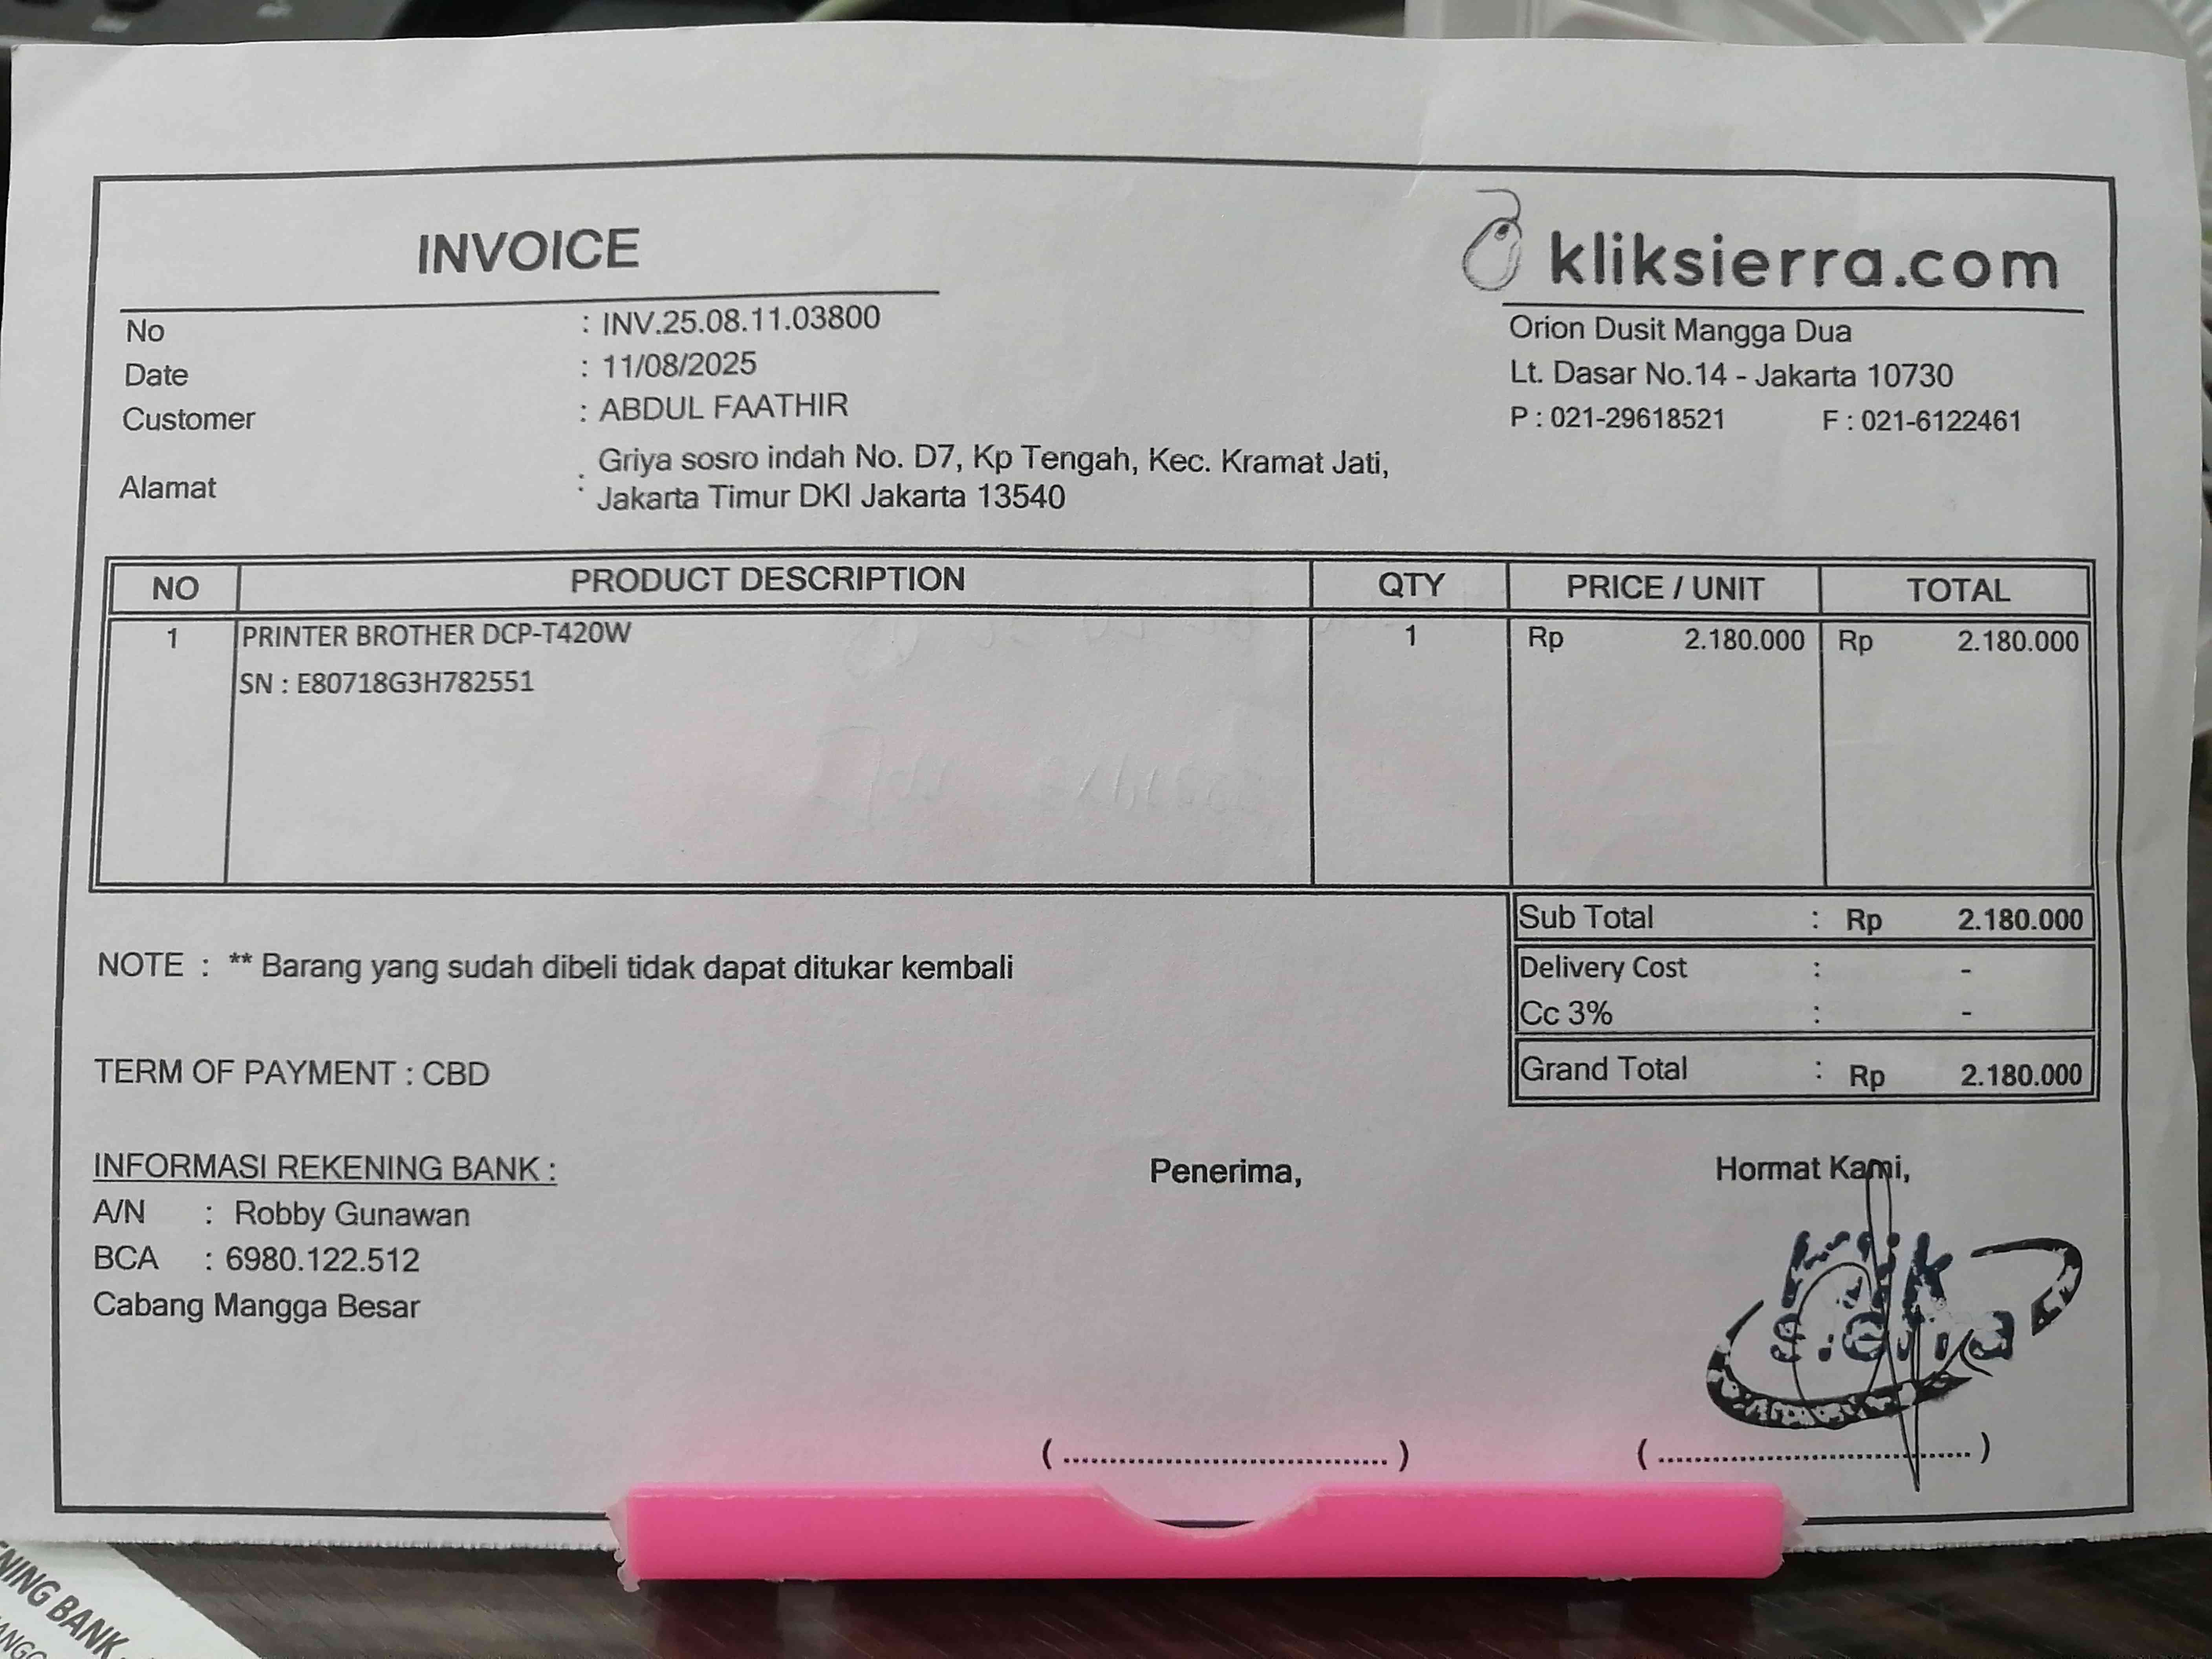 INVOICE
kliksierra.com
No : INV.25.08.11.03800
Date : 11/08/2025
Customer : ABDUL FAATHIR
Alamat : Griya sosro indah No. D7, Kp Tengah, Kec. Kramat Jati,
Jakarta Timur DKI Jakarta 13540
Orion Dusit Mangga Dua
Lt. Dasar No.14 - Jakarta 10730
P : 021-29618521 F : 021-6122461
NO PRODUCT DESCRIPTION QTY PRICE / UNIT TOTAL
1 PRINTER BROTHER DCP-T420W 1 Rp 2.180.000 Rp 2.180.000
SN : E80718G3H782551
Sub Total : Rp 2.180.000
NOTE : ** Barang yang sudah dibeli tidak dapat ditukar kembali
Delivery Cost : -
Cc 3% : -
TERM OF PAYMENT : CBD
Grand Total : Rp 2.180.000
INFORMASI REKENING BANK :
A/N : Robby Gunawan
BCA : 6980.122.512
Cabang Mangga Besar
Penerima,
Hormat Kami,
Klik
sierra
( .................................... )
( .................................... )
BANK